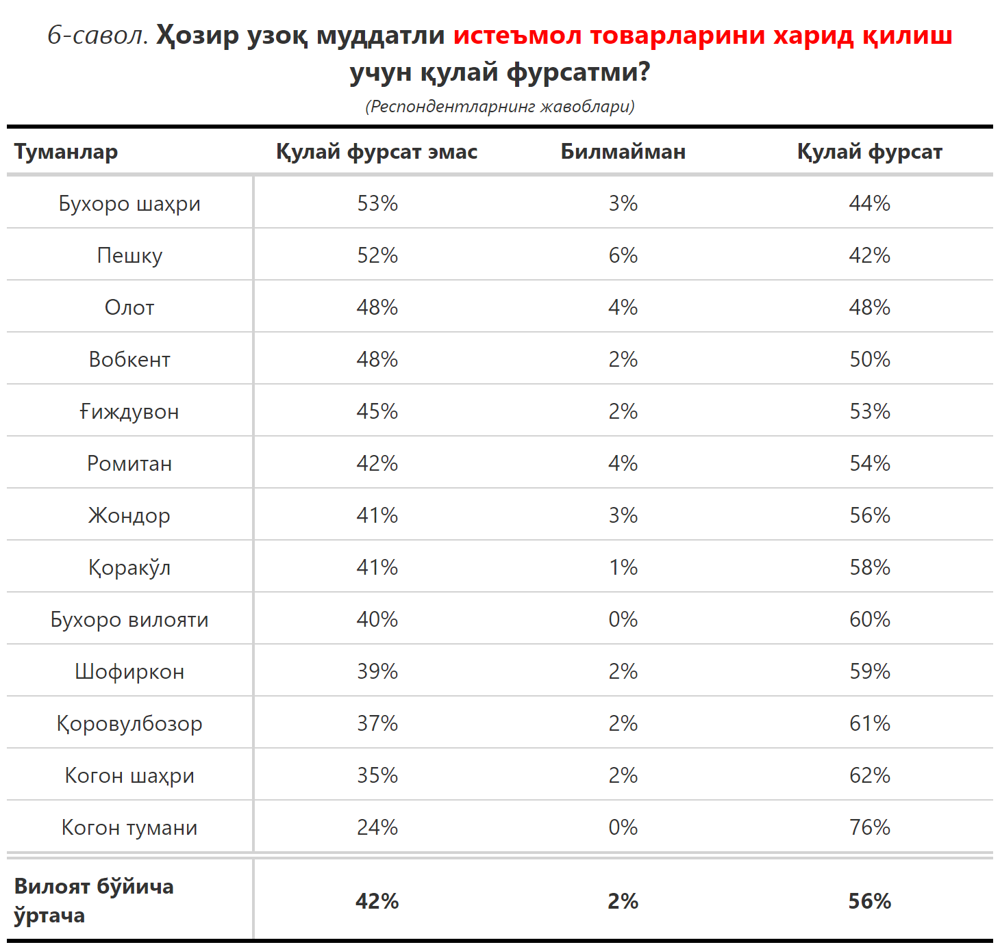 6-савол. Ҳозир узоқ муддатли истеъмол товарларини харид қилиш
учун қулай фурсатми?
(Респондентларнинг жавоблари)
Туманлар Қулай фурсат эмас Билмайман Қулай фурсат
Бухоро шаҳри 53% 3% 44%
Пешку 52% 6% 42%
Олот 48% 4% 48%
Вобкент 48% 2% 50%
Ғиждувон 45% 2% 53%
Ромитан 42% 4% 54%
Жондор 41% 3% 56%
Қоракўл 41% 1% 58%
Бухоро вилояти 40% 0% 60%
Шофиркон 39% 2% 59%
Қоровулбозор 37% 2% 61%
Когон шаҳри 35% 2% 62%
Когон тумани 24% 0% 76%
Вилоят бўйича
ўртача 42% 2% 56%